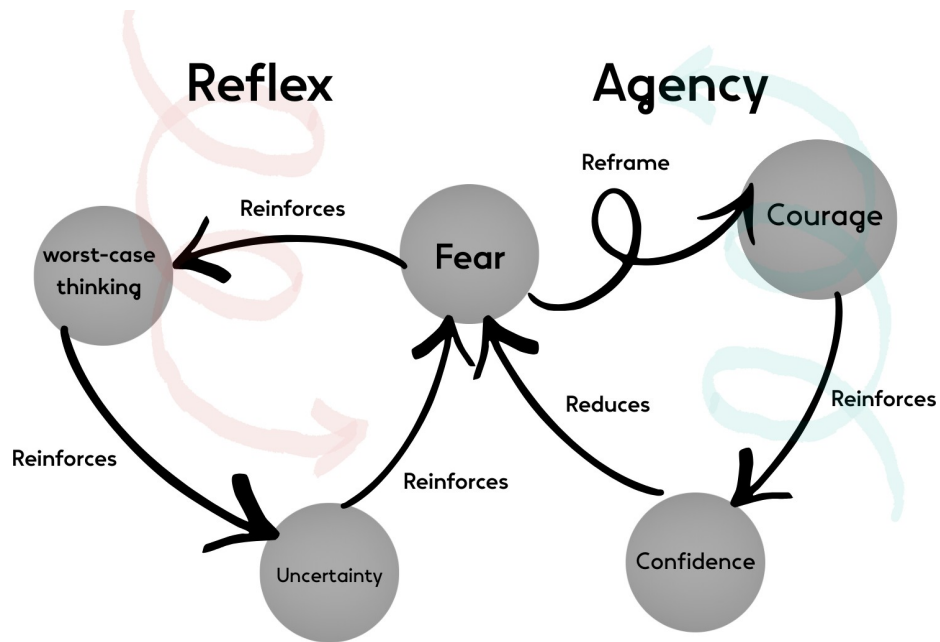 Reflex
Agency
Reframe
Reinforces
Courage
Fear
worst-case
thinking
Reinforces
Reduces
Reinforces
Reinforces
Confidence
Uncertainty